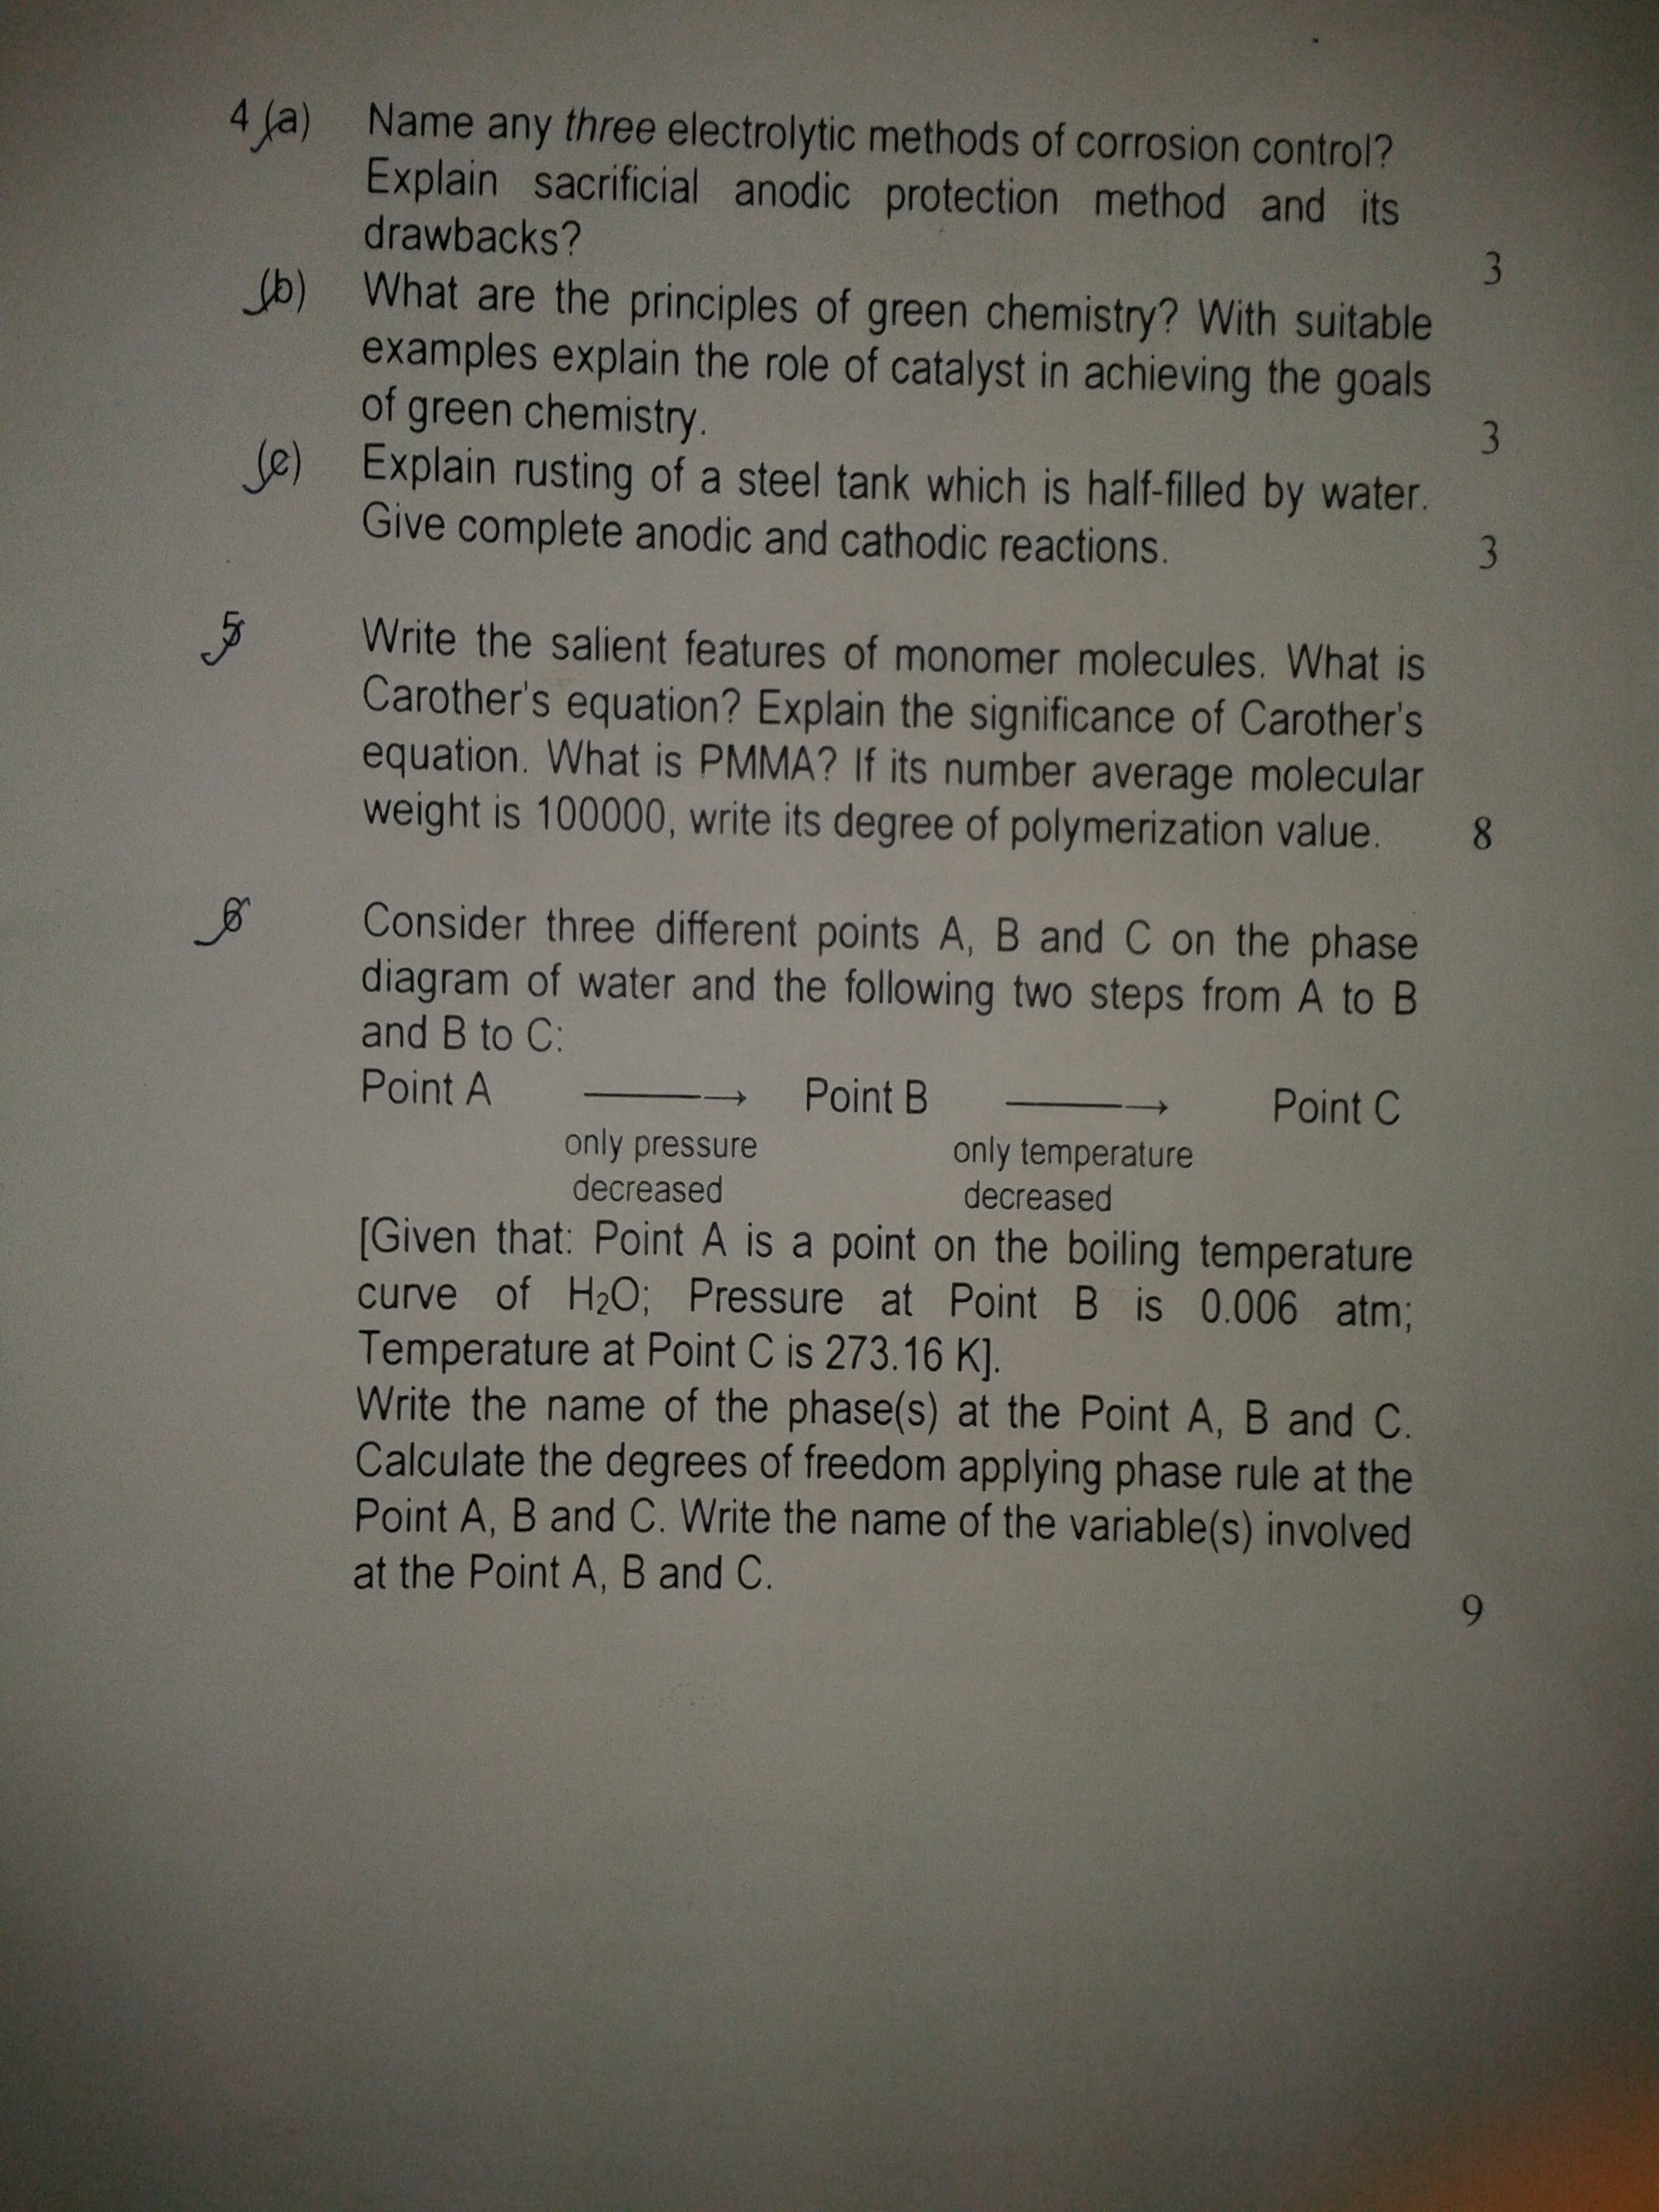 4 (a) Name any three electrolytic methods of corrosion control?
Explain sacrificial anodic protection method and its
drawbacks?
3
(b) What are the principles of green chemistry? With suitable
examples explain the role of catalyst in achieving the goals
of green chemistry.
3
(c) Explain rusting of a steel tank which is half-filled by water.
Give complete anodic and cathodic reactions.
3
5 Write the salient features of monomer molecules. What is
Carother's equation? Explain the significance of Carother's
equation. What is PMMA? If its number average molecular
weight is 100000, write its degree of polymerization value. 8
6 Consider three different points A, B and C on the phase
diagram of water and the following two steps from A to B
and B to C:
Point A ⟶ Point B ⟶ Point C
only pressure only temperature
decreased decreased
[Given that: Point A is a point on the boiling temperature
curve of H₂O; Pressure at Point B is 0.006 atm;
Temperature at Point C is 273.16 K].
Write the name of the phase(s) at the Point A, B and C.
Calculate the degrees of freedom applying phase rule at the
Point A, B and C. Write the name of the variable(s) involved
at the Point A, B and C.
9